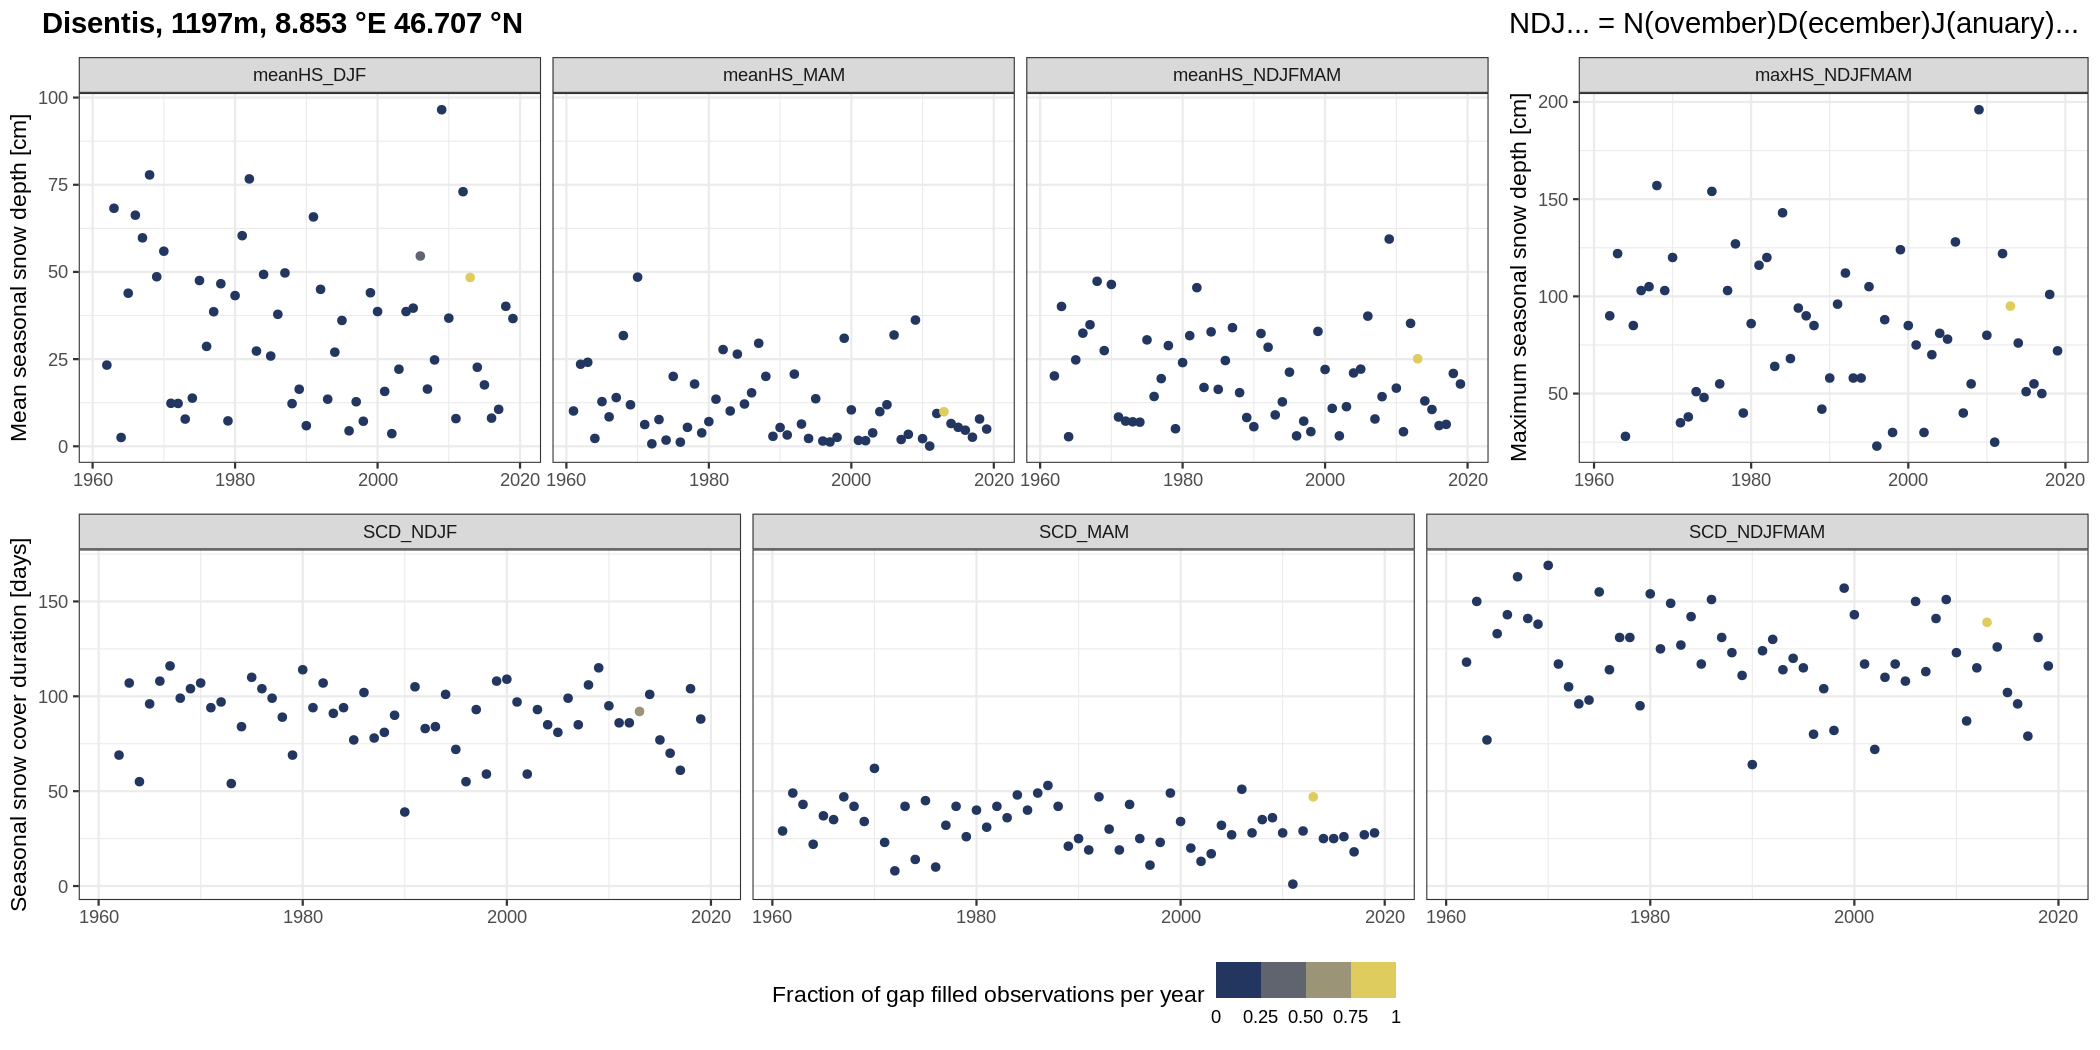 Disentis, 1197m, 8.853 °E 46.707 °N
NDJ... = N(ovember)D(ecember)J(anuary)...
meanHS_DJF
meanHS_MAM
meanHS_NDJFMAM
maxHS_NDJFMAM
Mean seasonal snow depth [cm]
100
75
50
25
0
1960 1980 2000 2020
1960 1980 2000 2020
1960 1980 2000 2020
Maximum seasonal snow depth [cm]
200
150
100
50
1960 1980 2000 2020
SCD_NDJF
SCD_MAM
SCD_NDJFMAM
Seasonal snow cover duration [days]
150
100
50
0
1960 1980 2000 2020
1960 1980 2000 2020
1960 1980 2000 2020
Fraction of gap filled observations per year
0 0.25 0.50 0.75 1